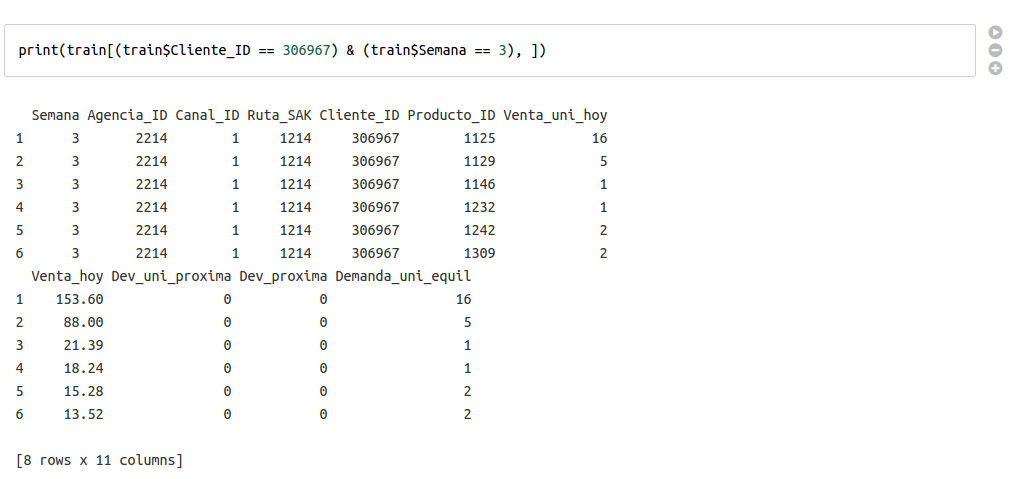 print(train[(train$Cliente_ID == 306967) & (train$Semana == 3), ])
Semana Agencia_ID Canal_ID Ruta_SAK Cliente_ID Producto_ID Venta_uni_hoy
1 3 2214 1 1214 306967 1125 16
2 3 2214 1 1214 306967 1129 5
3 3 2214 1 1214 306967 1146 1
4 3 2214 1 1214 306967 1232 1
5 3 2214 1 1214 306967 1242 2
6 3 2214 1 1214 306967 1309 2
Venta_hoy Dev_uni_proxima Dev_proxima Demanda_uni_equil
1 153.60 0 0 16
2 88.00 0 0 5
3 21.39 0 0 1
4 18.24 0 0 1
5 15.28 0 0 2
6 13.52 0 0 2
[8 rows x 11 columns]